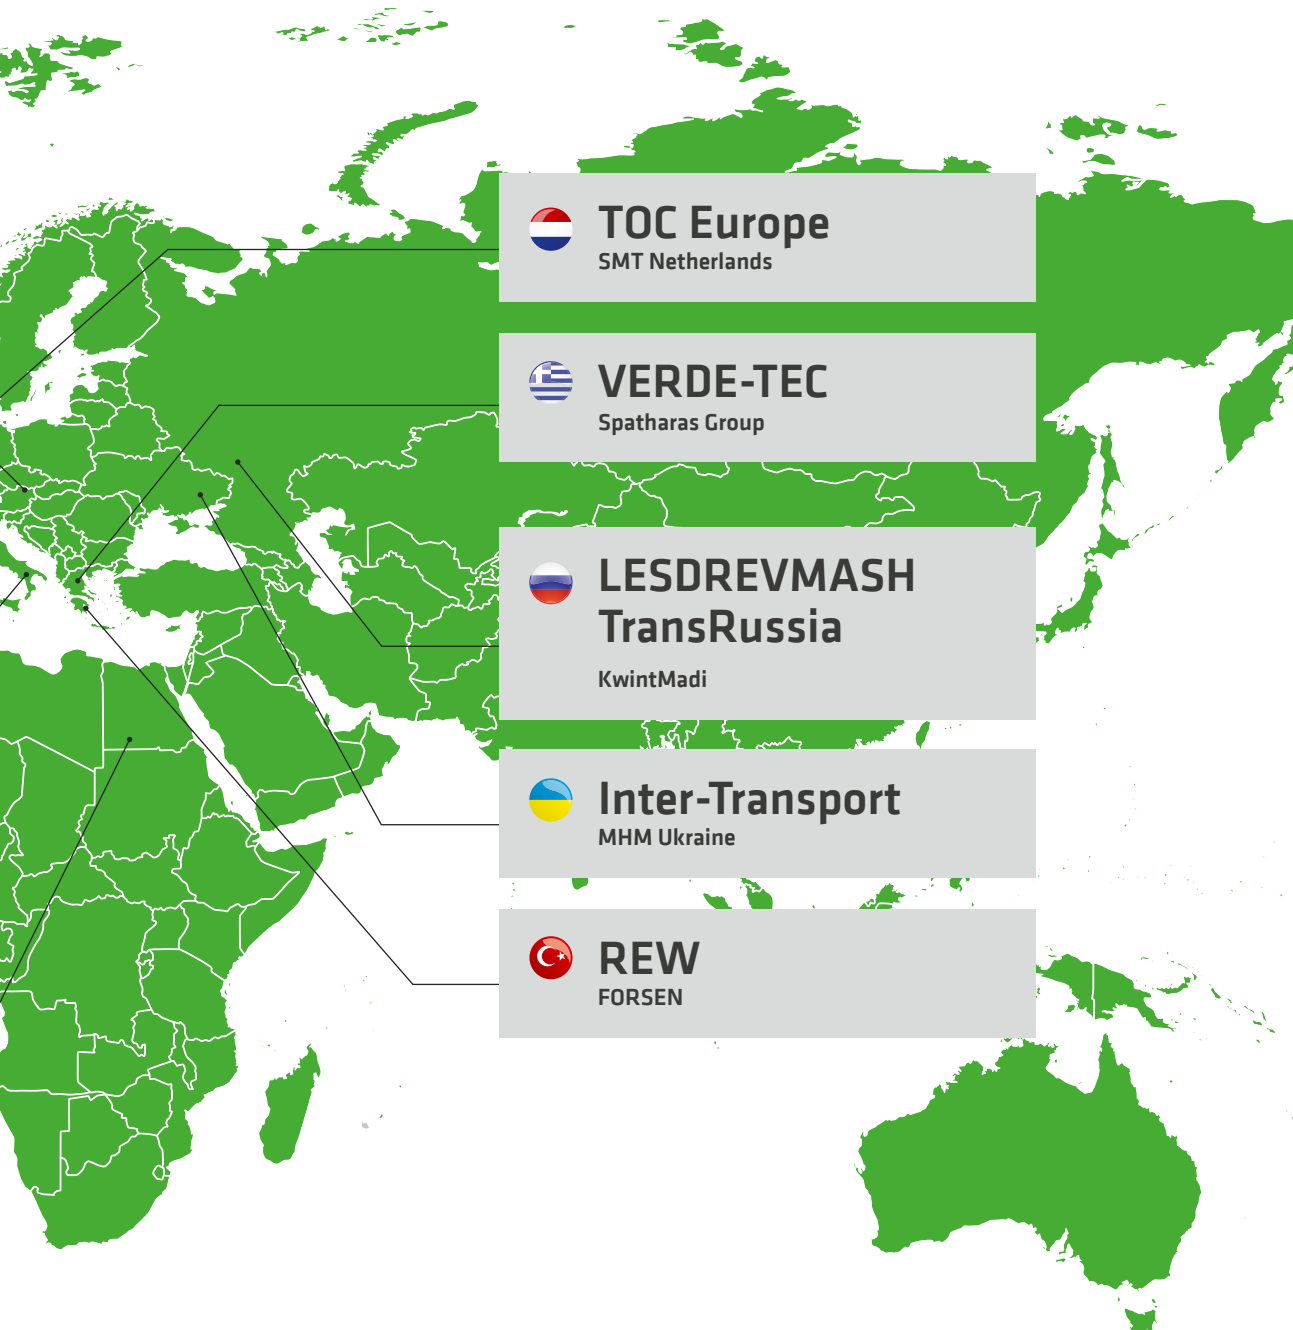 TOC Europe
SMT Netherlands
VERDE-TEC
Spatharas Group
LESDREVMASH
TransRussia
KwintMadi
Inter-Transport
MHM Ukraine
REW
FORSEN